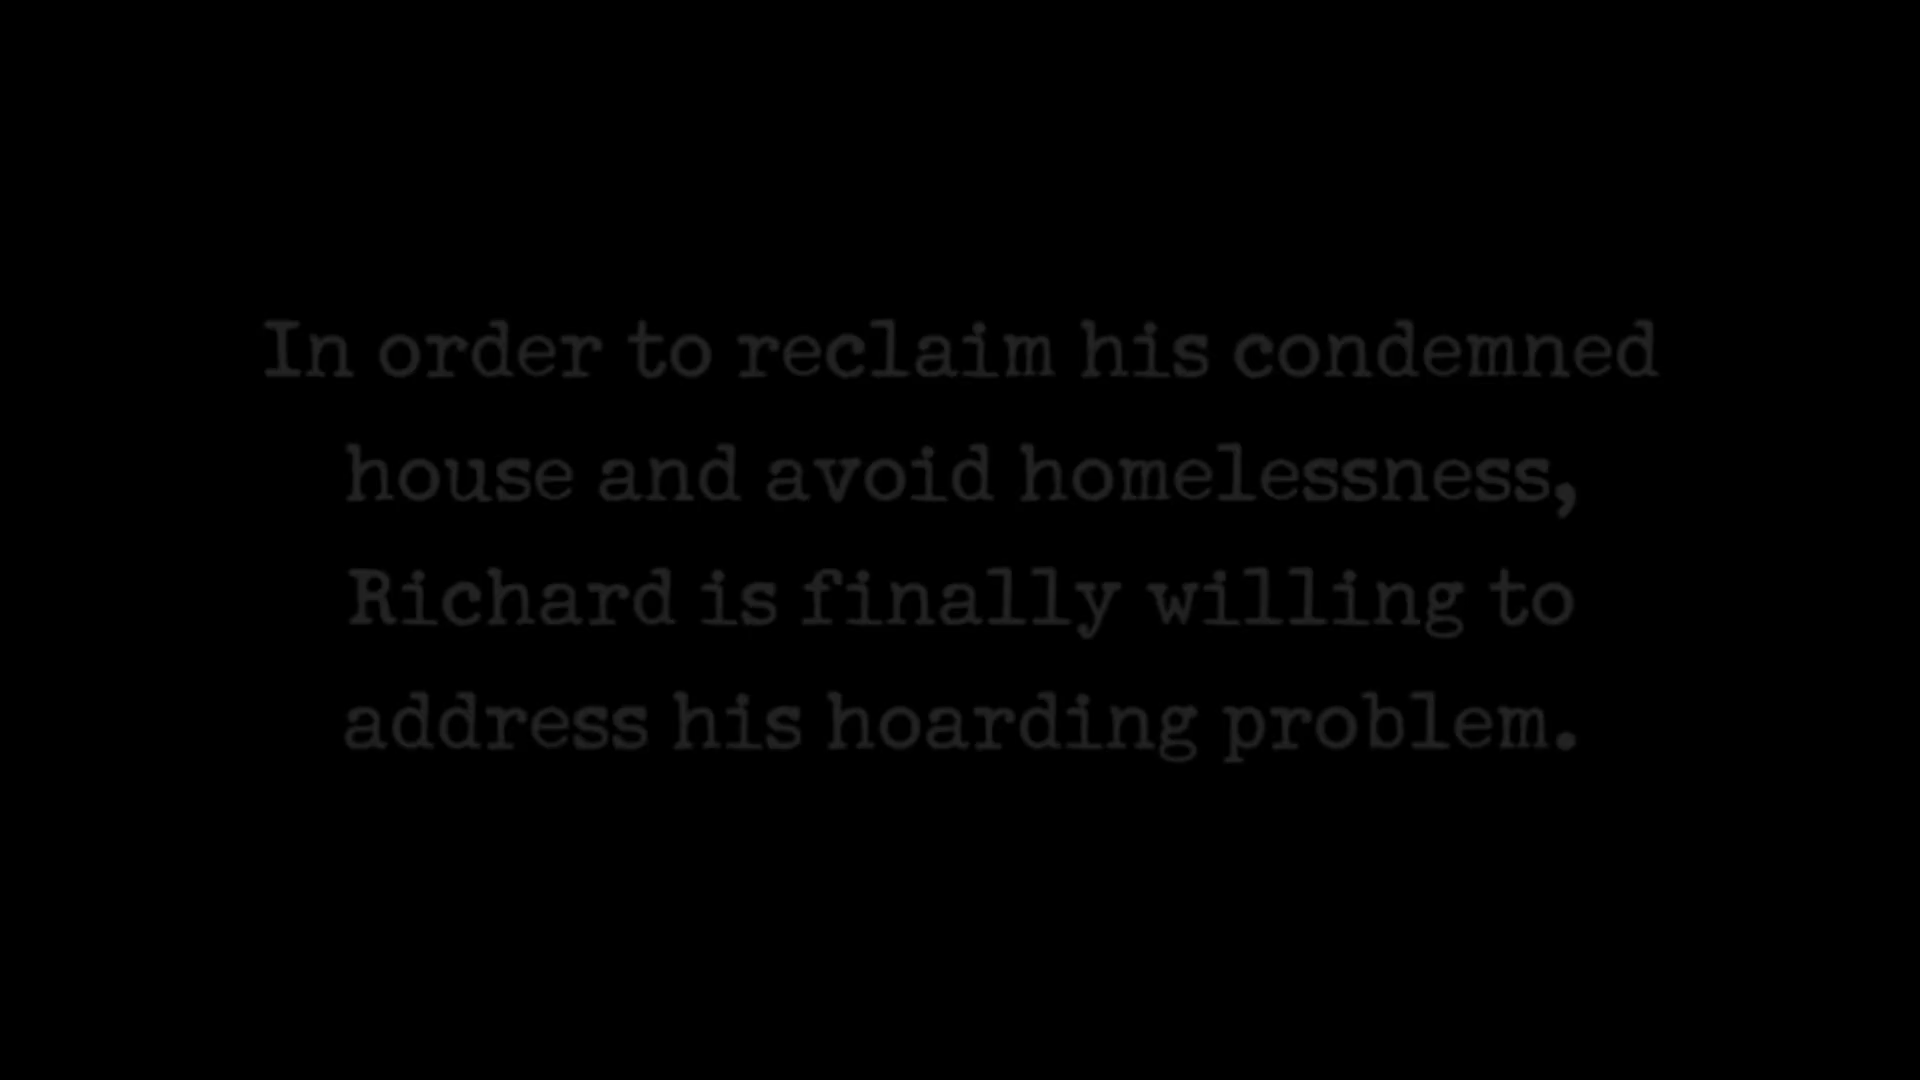 In order to reclaim his condemned
house and avoid homelessness,
Richard is finally willing to
address his hoarding problem.